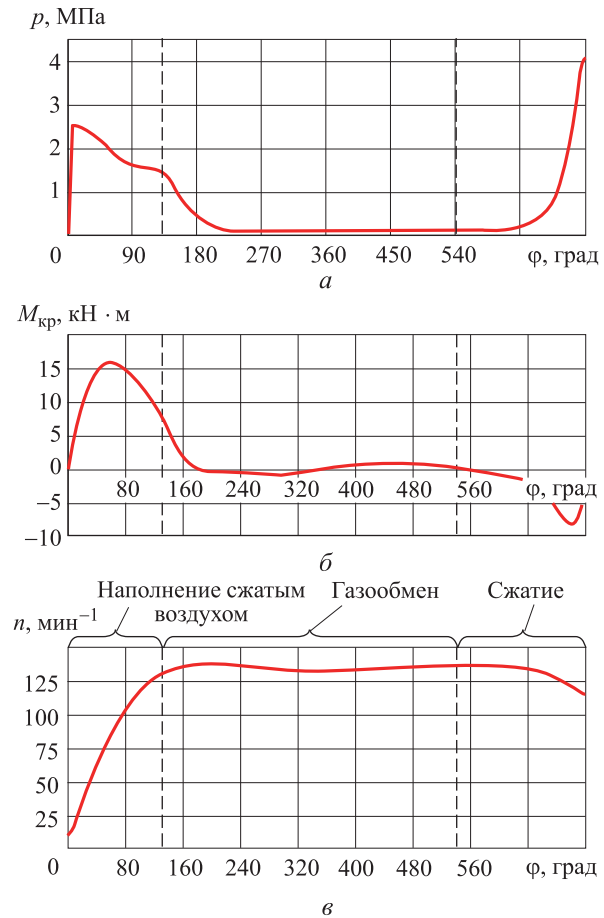 p, МПа
4
3
2
1
0 90 180 270 360 450 540 φ, град
а
Mкр, кН · м
15
10
5
0
80 160 240 320 400 480 560 φ, град
−5
−10
б
Наполнение сжатым воздухом
Газообмен
Сжатие
n, мин⁻¹
125
100
75
50
25
0 80 160 240 320 400 480 560 φ, град
в